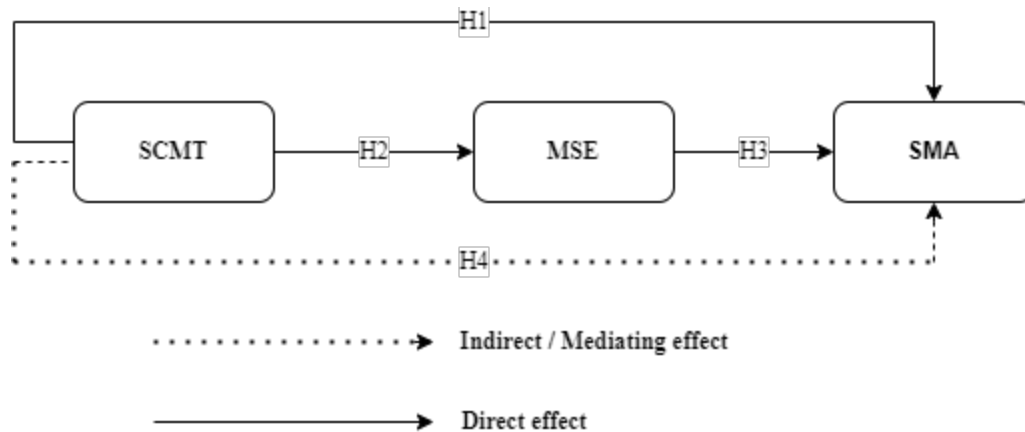 H1
SCMT
H2
MSE
H3
SMA
H4
Indirect / Mediating effect
Direct effect